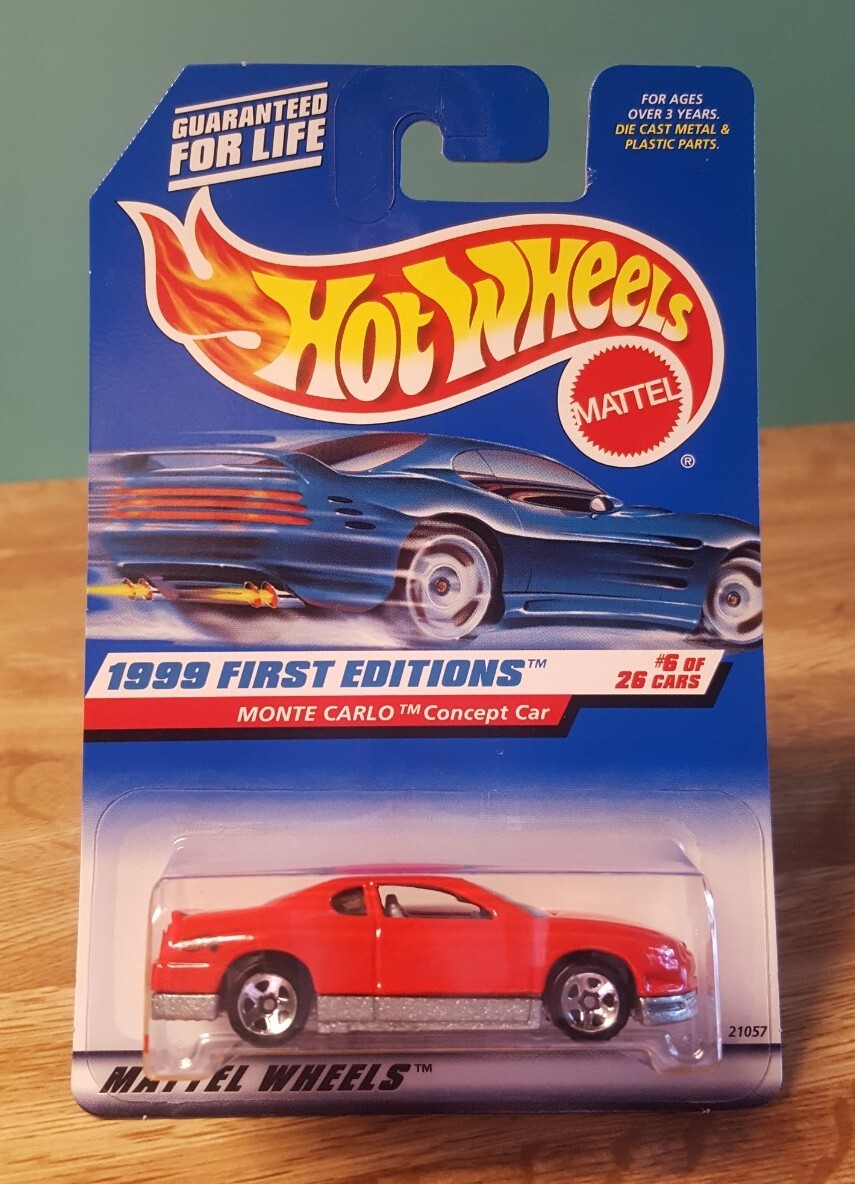 GUARANTEED
FOR LIFE
FOR AGES
OVER 3 YEARS.
DIE CAST METAL &
PLASTIC PARTS.
HOT WHEELS
MATTEL
®
1999 FIRST EDITIONS™
#6 OF
26 CARS
MONTE CARLO™ Concept Car
21057
MATTEL WHEELS™